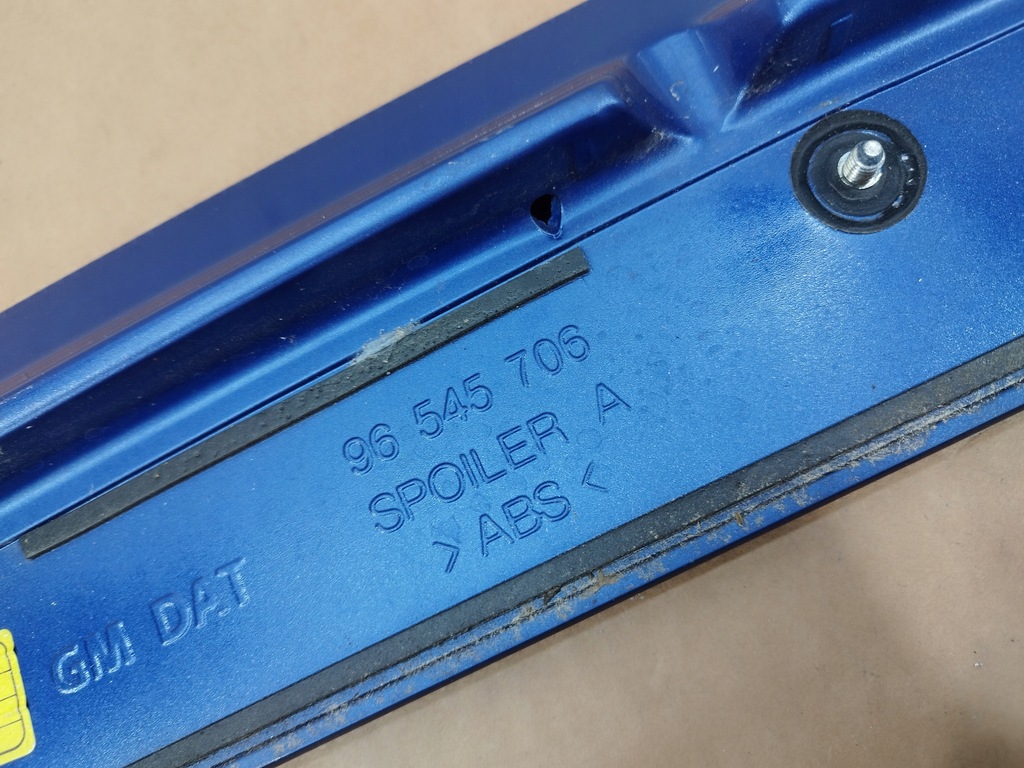 96 545 706
SPOILER A
>ABS<
GM DAT